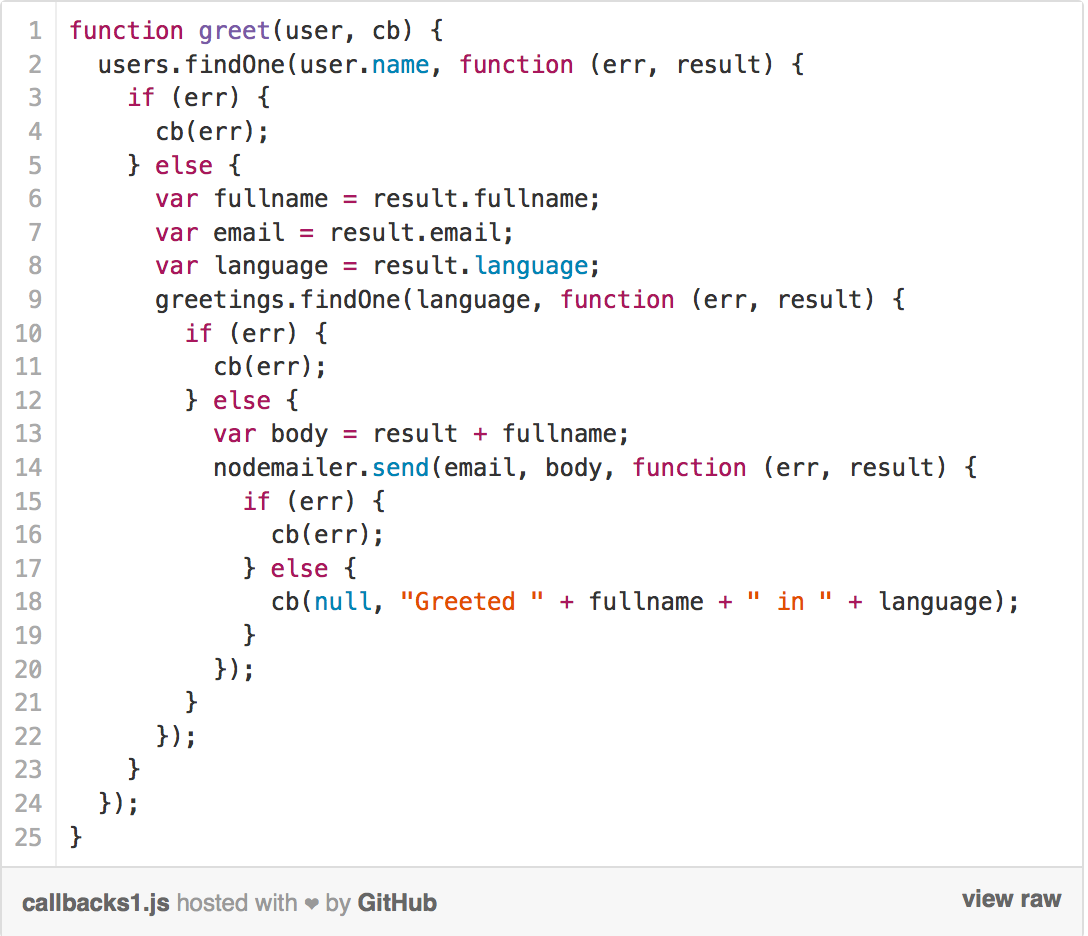 1 function greet(user, cb) {
2   users.findOne(user.name, function (err, result) {
3     if (err) {
4       cb(err);
5     } else {
6       var fullname = result.fullname;
7       var email = result.email;
8       var language = result.language;
9       greetings.findOne(language, function (err, result) {
10         if (err) {
11           cb(err);
12         } else {
13           var body = result + fullname;
14           nodemailer.send(email, body, function (err, result) {
15             if (err) {
16               cb(err);
17             } else {
18               cb(null, "Greeted " + fullname + " in " + language);
19             }
20           });
21         }
22       });
23     }
24   });
25 }
callbacks1.js hosted with ❤ by GitHub view raw